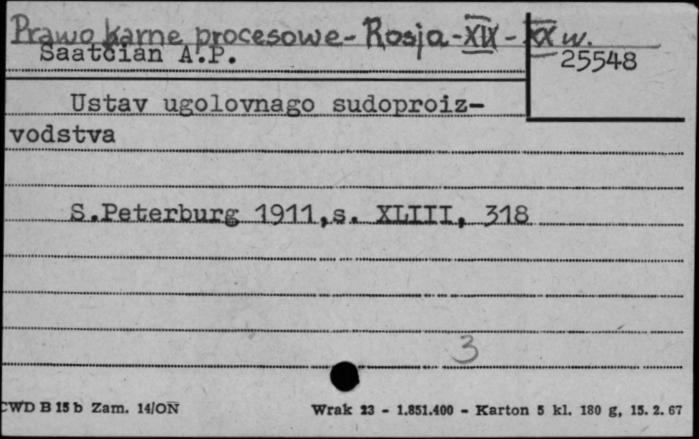 Prawo karne procesowe - Rosja - XIX - XX w.
Saatčian A.P.
25548
Ustav ugolovnago sudoproiz-
vodstva
S.Peterburg 1911,s. XLIII, 318
3
CWD B 15 b Zam. 14/ON
Wrak 23 - 1.851.400 - Karton 5 kl. 180 g, 15. 2. 67